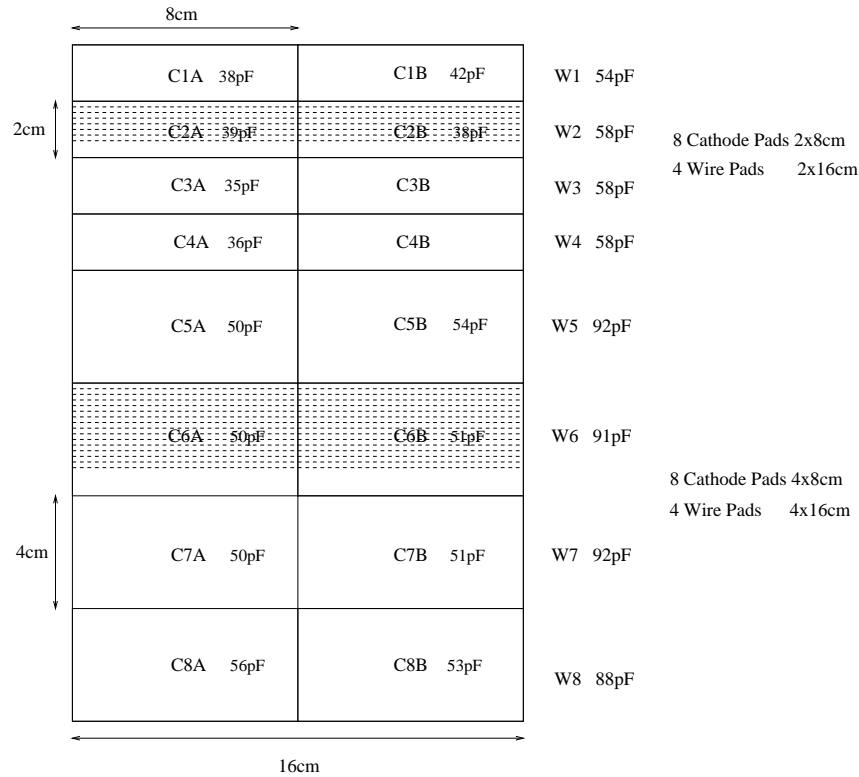 8cm
C1A 38pF C1B 42pF W1 54pF
2cm C2A 39pF C2B 38pF W2 58pF
8 Cathode Pads 2x8cm
4 Wire Pads 2x16cm
C3A 35pF C3B W3 58pF
C4A 36pF C4B W4 58pF
C5A 50pF C5B 54pF W5 92pF
C6A 50pF C6B 51pF W6 91pF
8 Cathode Pads 4x8cm
4 Wire Pads 4x16cm
4cm C7A 50pF C7B 51pF W7 92pF
C8A 56pF C8B 53pF W8 88pF
16cm